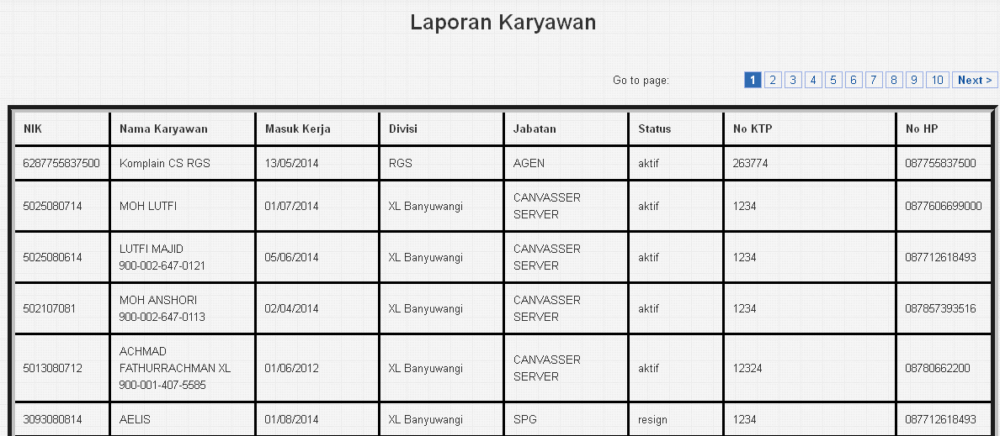 Laporan Karyawan
Go to page: 1 2 3 4 5 6 7 8 9 10 Next >
NIK Nama Karyawan Masuk Kerja Divisi Jabatan Status No KTP No HP
6287755837500 Komplain CS RGS 13/05/2014 RGS AGEN aktif 263774 087755837500
5025080714 MOH LUTFI 01/07/2014 XL Banyuwangi CANVASSER SERVER aktif 1234 0877606699000
5025080614 LUTFI MAJID 900-002-647-0121 05/06/2014 XL Banyuwangi CANVASSER SERVER aktif 1234 087712618493
502107081 MOH ANSHORI 900-002-647-0113 02/04/2014 XL Banyuwangi CANVASSER SERVER aktif 1234 087857393516
5013080712 ACHMAD FATHURRACHMAN XL 900-001-407-5585 01/06/2012 XL Banyuwangi CANVASSER SERVER aktif 12324 08780662200
3093080814 AELIS 01/08/2014 XL Banyuwangi SPG resign 1234 087712618493